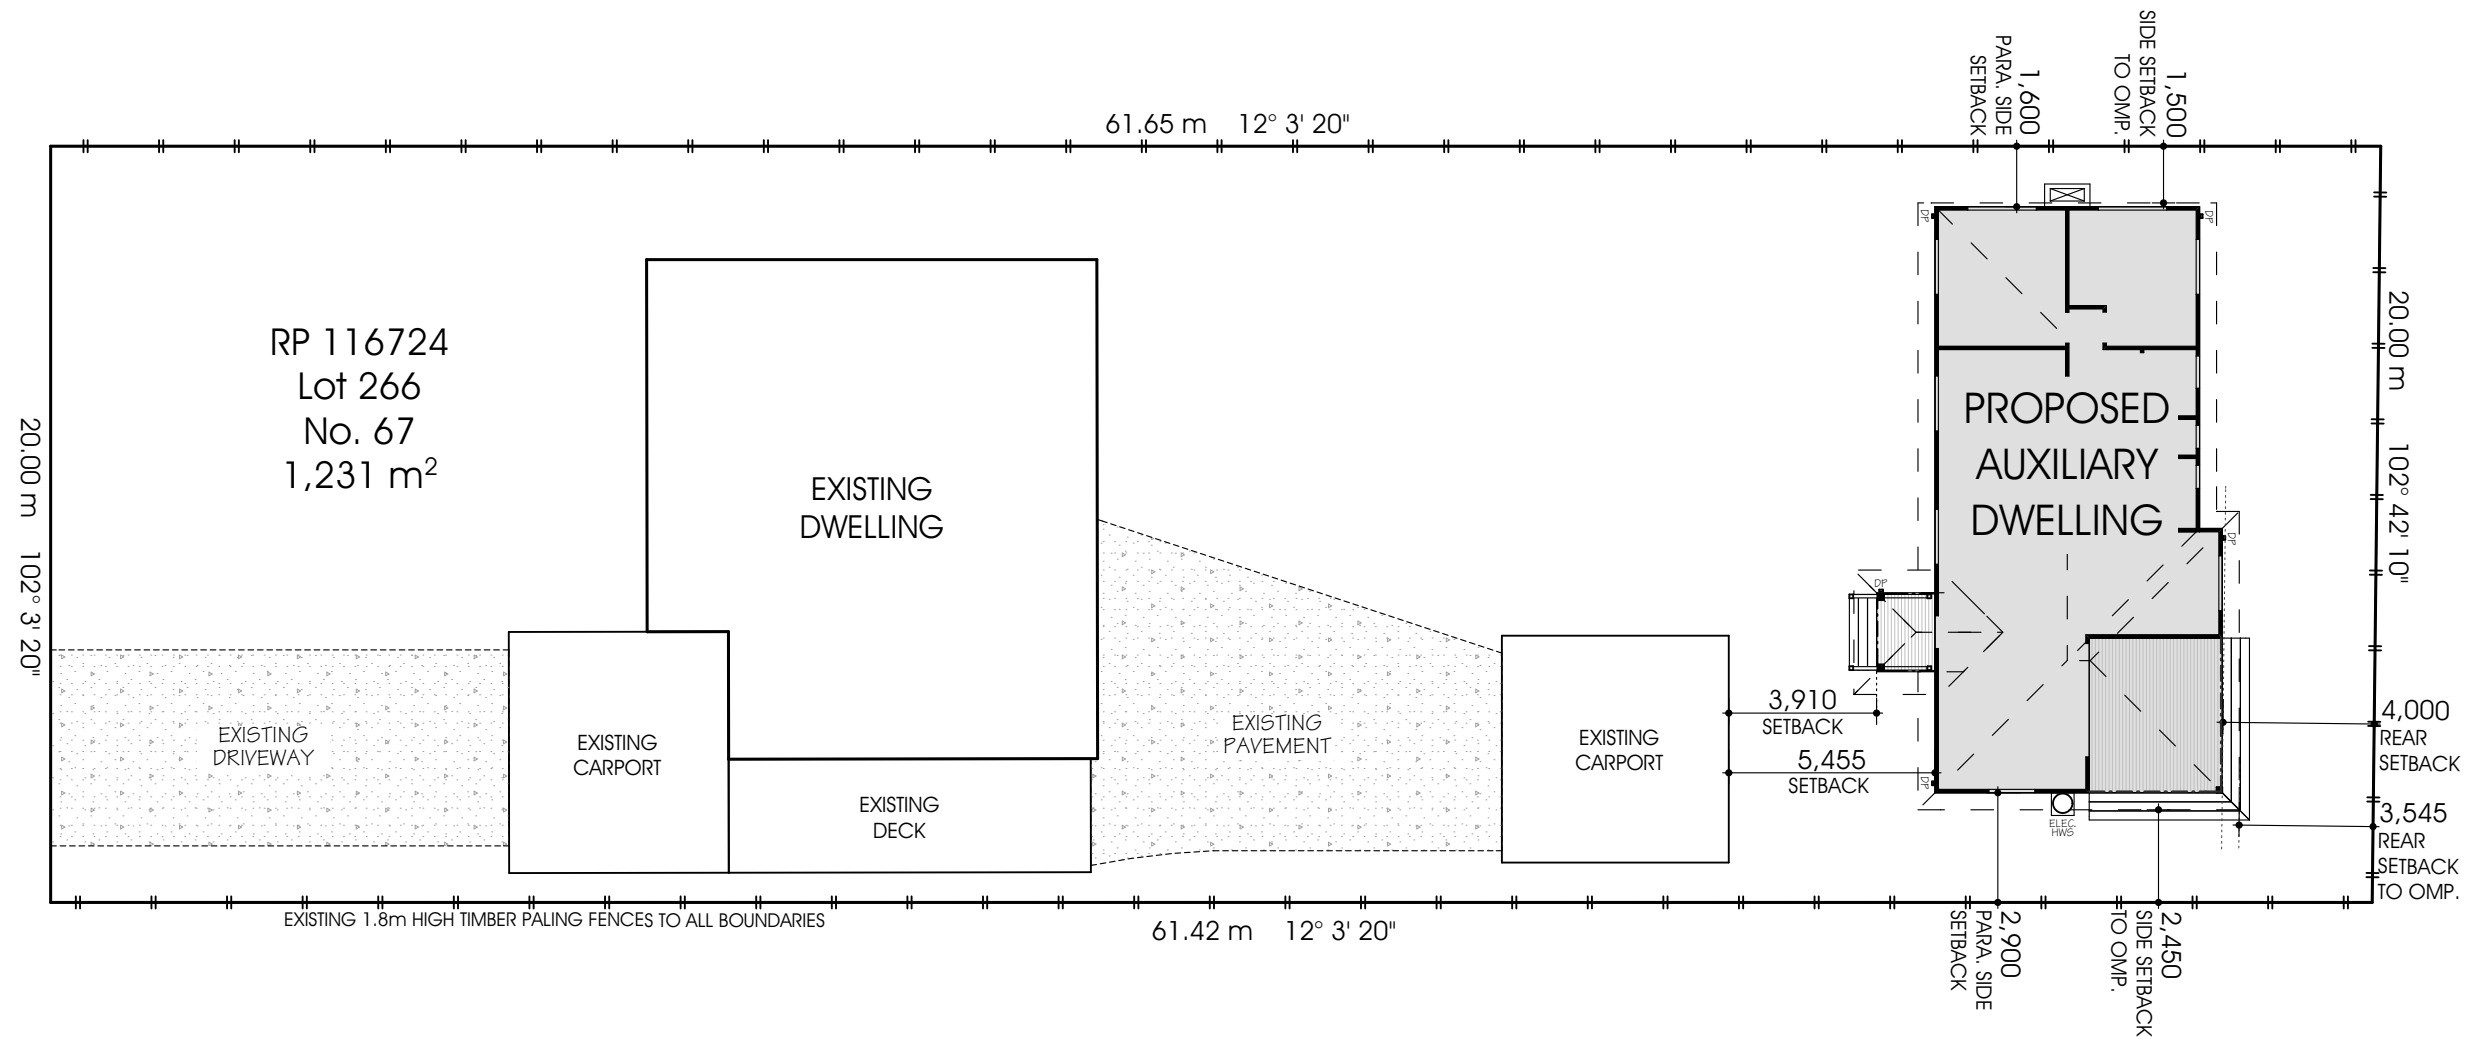 SIDE SETBACK
TO OMP.
1,500
PARA. SIDE
SETBACK
1,600
61.65 m 12° 3' 20"
DP
DP
RP 116724
Lot 266
No. 67
1,231 m²
20.00 m 102° 3' 20"
20.00 m 102° 42' 10"
PROPOSED
AUXILIARY
DWELLING
EXISTING
DWELLING
DP
DP
EXISTING
DRIVEWAY
EXISTING
CARPORT
EXISTING
DECK
EXISTING
PAVEMENT
EXISTING
CARPORT
3,910
SETBACK
5,455
SETBACK
DP
4,000
REAR
SETBACK
3,545
REAR
SETBACK
TO OMP.
ELEC.
HWS
EXISTING 1.8m HIGH TIMBER PALING FENCES TO ALL BOUNDARIES
61.42 m 12° 3' 20"
2,900
PARA. SIDE
SETBACK
2,450
SIDE SETBACK
TO OMP.